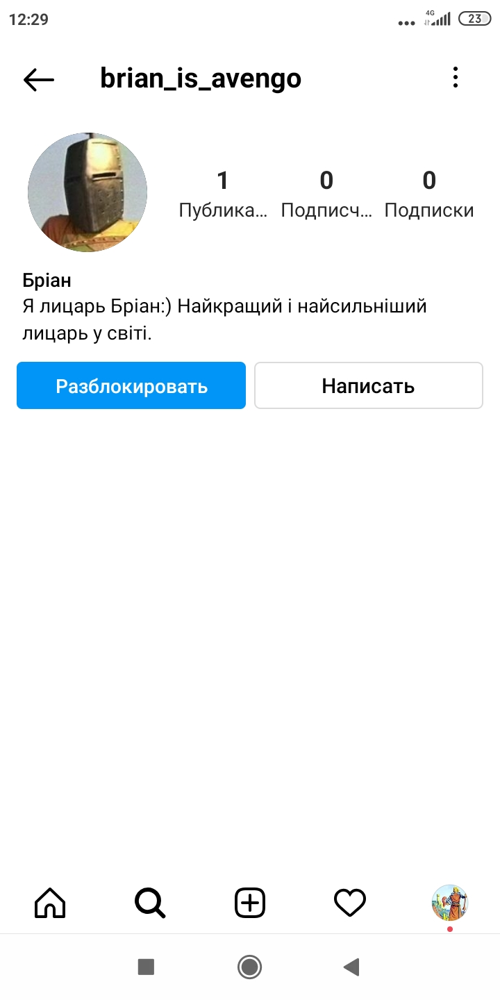 12:29
4G
23
brian_is_avengo
1 0 0
Публика... Подписч... Подписки
Бріан
Я лицарь Бріан:) Найкращий і найсильніший
лицарь у світі.
Разблокировать Написать